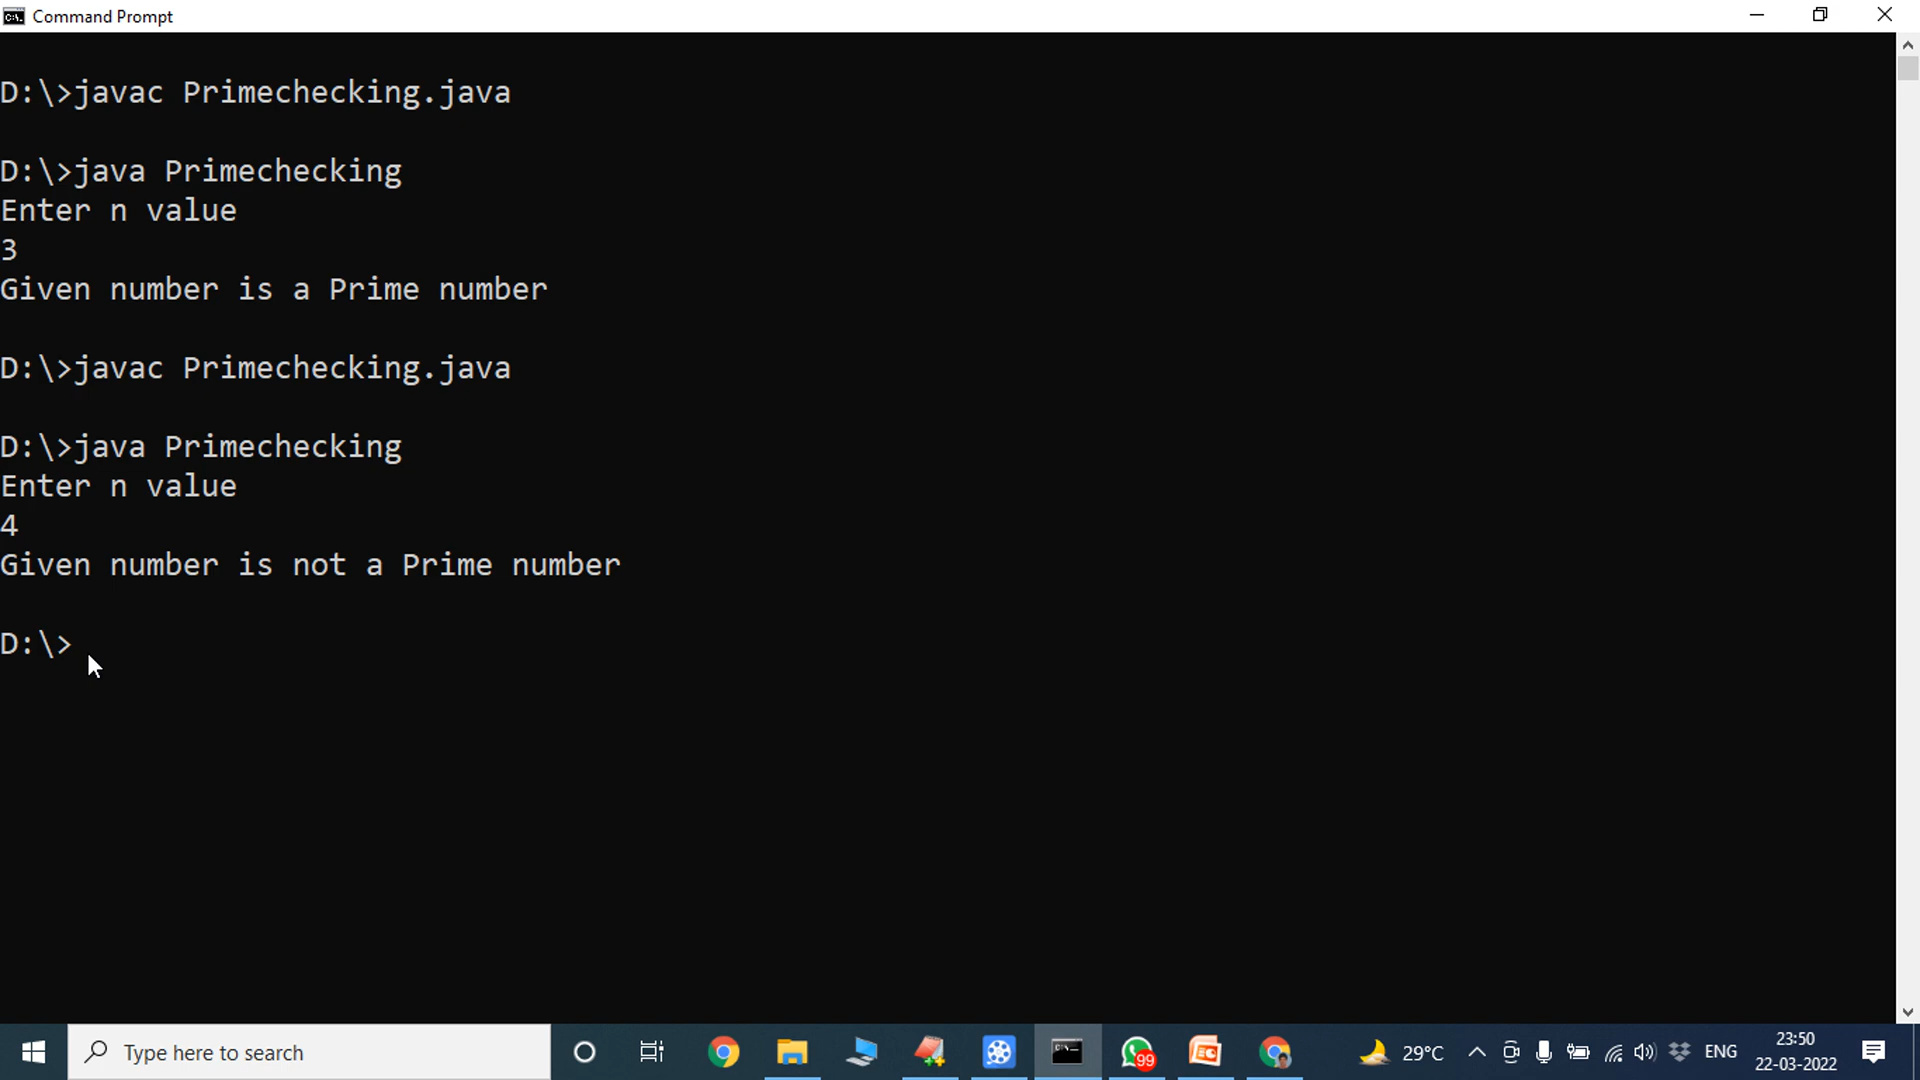 Command Prompt
D:\>javac Primechecking.java
D:\>java Primechecking
Enter n value
3
Given number is a Prime number
D:\>javac Primechecking.java
D:\>java Primechecking
Enter n value
4
Given number is not a Prime number
D:\>
Type here to search
99
29°C
ENG
23:50
22-03-2022